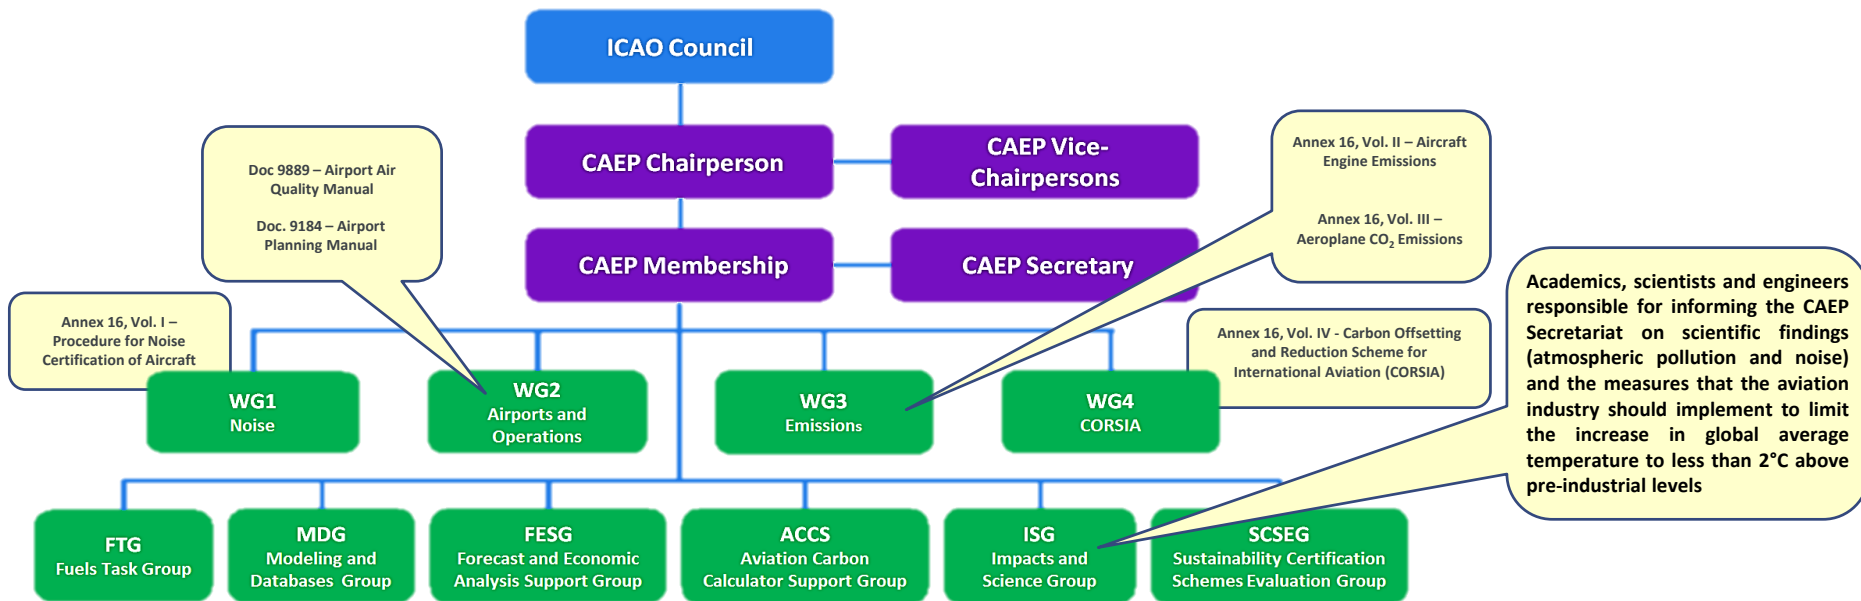 ICAO Council
CAEP Chairperson
CAEP Vice-
Chairpersons
CAEP Membership
CAEP Secretary
Doc 9889 – Airport Air
Quality Manual
Doc. 9184 – Airport
Planning Manual
Annex 16, Vol. II – Aircraft
Engine Emissions
Annex 16, Vol. III –
Aeroplane CO₂ Emissions
Annex 16, Vol. I –
Procedure for Noise
Certification of Aircraft
Annex 16, Vol. IV - Carbon Offsetting
and Reduction Scheme for
International Aviation (CORSIA)
Academics, scientists and engineers
responsible for informing the CAEP
Secretariat on scientific findings
(atmospheric pollution and noise)
and the measures that the aviation
industry should implement to limit
the increase in global average
temperature to less than 2°C above
pre-industrial levels
WG1
Noise
WG2
Airports and
Operations
WG3
Emissions
WG4
CORSIA
FTG
Fuels Task Group
MDG
Modeling and
Databases Group
FESG
Forecast and Economic
Analysis Support Group
ACCS
Aviation Carbon
Calculator Support Group
ISG
Impacts and
Science Group
SCSEG
Sustainability Certification
Schemes Evaluation Group